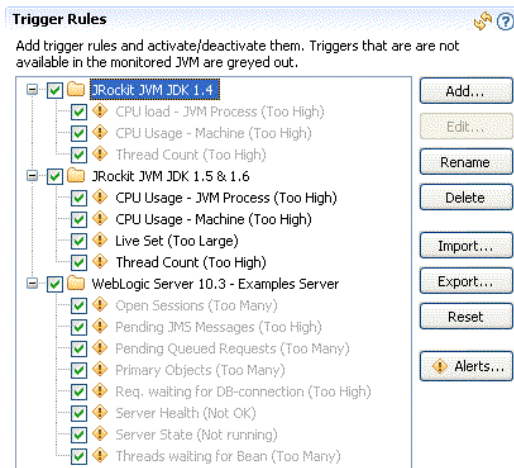 Trigger Rules
Add trigger rules and activate/deactivate them. Triggers that are are not
available in the monitored JVM are greyed out.
JRockit JVM JDK 1.4
CPU load - JVM Process (Too High)
CPU Usage - Machine (Too High)
Thread Count (Too High)
JRockit JVM JDK 1.5 & 1.6
CPU Usage - JVM Process (Too High)
CPU Usage - Machine (Too High)
Live Set (Too Large)
Thread Count (Too High)
WebLogic Server 10.3 - Examples Server
Open Sessions (Too Many)
Pending JMS Messages (Too High)
Pending Queued Requests (Too Many)
Primary Objects (Too Many)
Req. waiting for DB-connection (Too High)
Server Health (Not OK)
Server State (Not running)
Threads waiting for Bean (Too Many)
Add...
Edit...
Rename
Delete
Import...
Export...
Reset
Alerts...